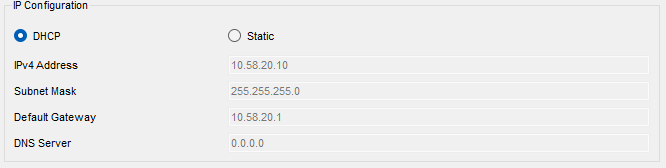 IP Configuration
DHCP Static
IPv4 Address 10.58.20.10
Subnet Mask 255.255.255.0
Default Gateway 10.58.20.1
DNS Server 0.0.0.0